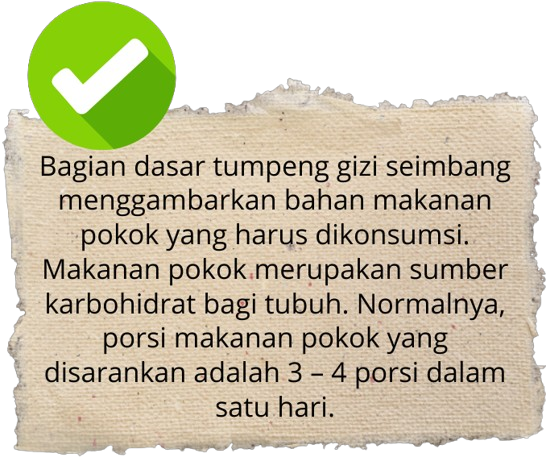 Bagian dasar tumpeng gizi seimbang
menggambarkan bahan makanan
pokok yang harus dikonsumsi.
Makanan pokok merupakan sumber
karbohidrat bagi tubuh. Normalnya,
porsi makanan pokok yang
disarankan adalah 3 – 4 porsi dalam
satu hari.